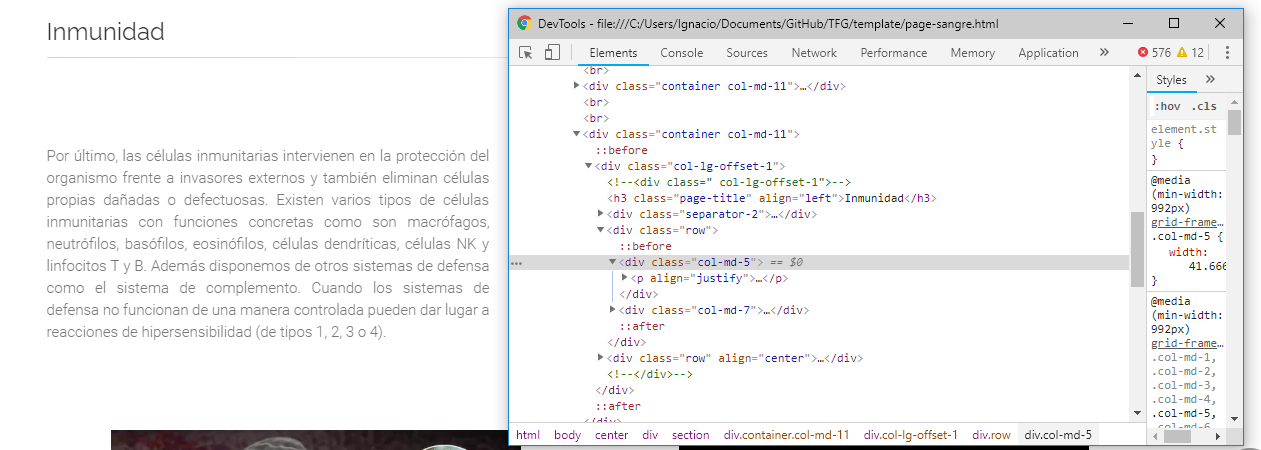 Inmunidad
Por último, las células inmunitarias intervienen en la protección del
organismo frente a invasores externos y también eliminan células
propias dañadas o defectuosas. Existen varios tipos de células
inmunitarias con funciones concretas como son macrófagos,
neutrófilos, basófilos, eosinófilos, células dendríticas, células NK y
linfocitos T y B. Además disponemos de otros sistemas de defensa
como el sistema de complemento. Cuando los sistemas de
defensa no funcionan de una manera controlada pueden dar lugar a
reacciones de hipersensibilidad (de tipos 1, 2, 3 o 4).
DevTools - file:///C:/Users/Ignacio/Documents/GitHub/TFG/template/page-sangre.html
Elements Console Sources Network Performance Memory Application » 576 12
<br>
<div class="container col-md-11">…</div>
<br>
<br>
<div class="container col-md-11">
::before
<div class="col-lg-offset-1">
<!--<div class=" col-lg-offset-1">-->
<h3 class="page-title" align="left">Inmunidad</h3>
<div class="separator-2">…</div>
<div class="row">
::before
<div class="col-md-5"> == $0
<p align="justify">…</p>
</div>
<div class="col-md-7">…</div>
::after
</div>
<div class="row" align="center">…</div>
<!--</div>-->
</div>
::after
</div>
html body center div section div.container.col-md-11 div.col-lg-offset-1 div.row div.col-md-5
Styles »
:hov .cls
element.st
yle {
}
@media
(min-width:
992px)
grid-frame…
.col-md-5 {
width:
41.666
}
@media
(min-width:
992px)
grid-frame…
.col-md-1,
.col-md-2,
.col-md-3,
.col-md-4,
.col-md-5,
.col-md-6,